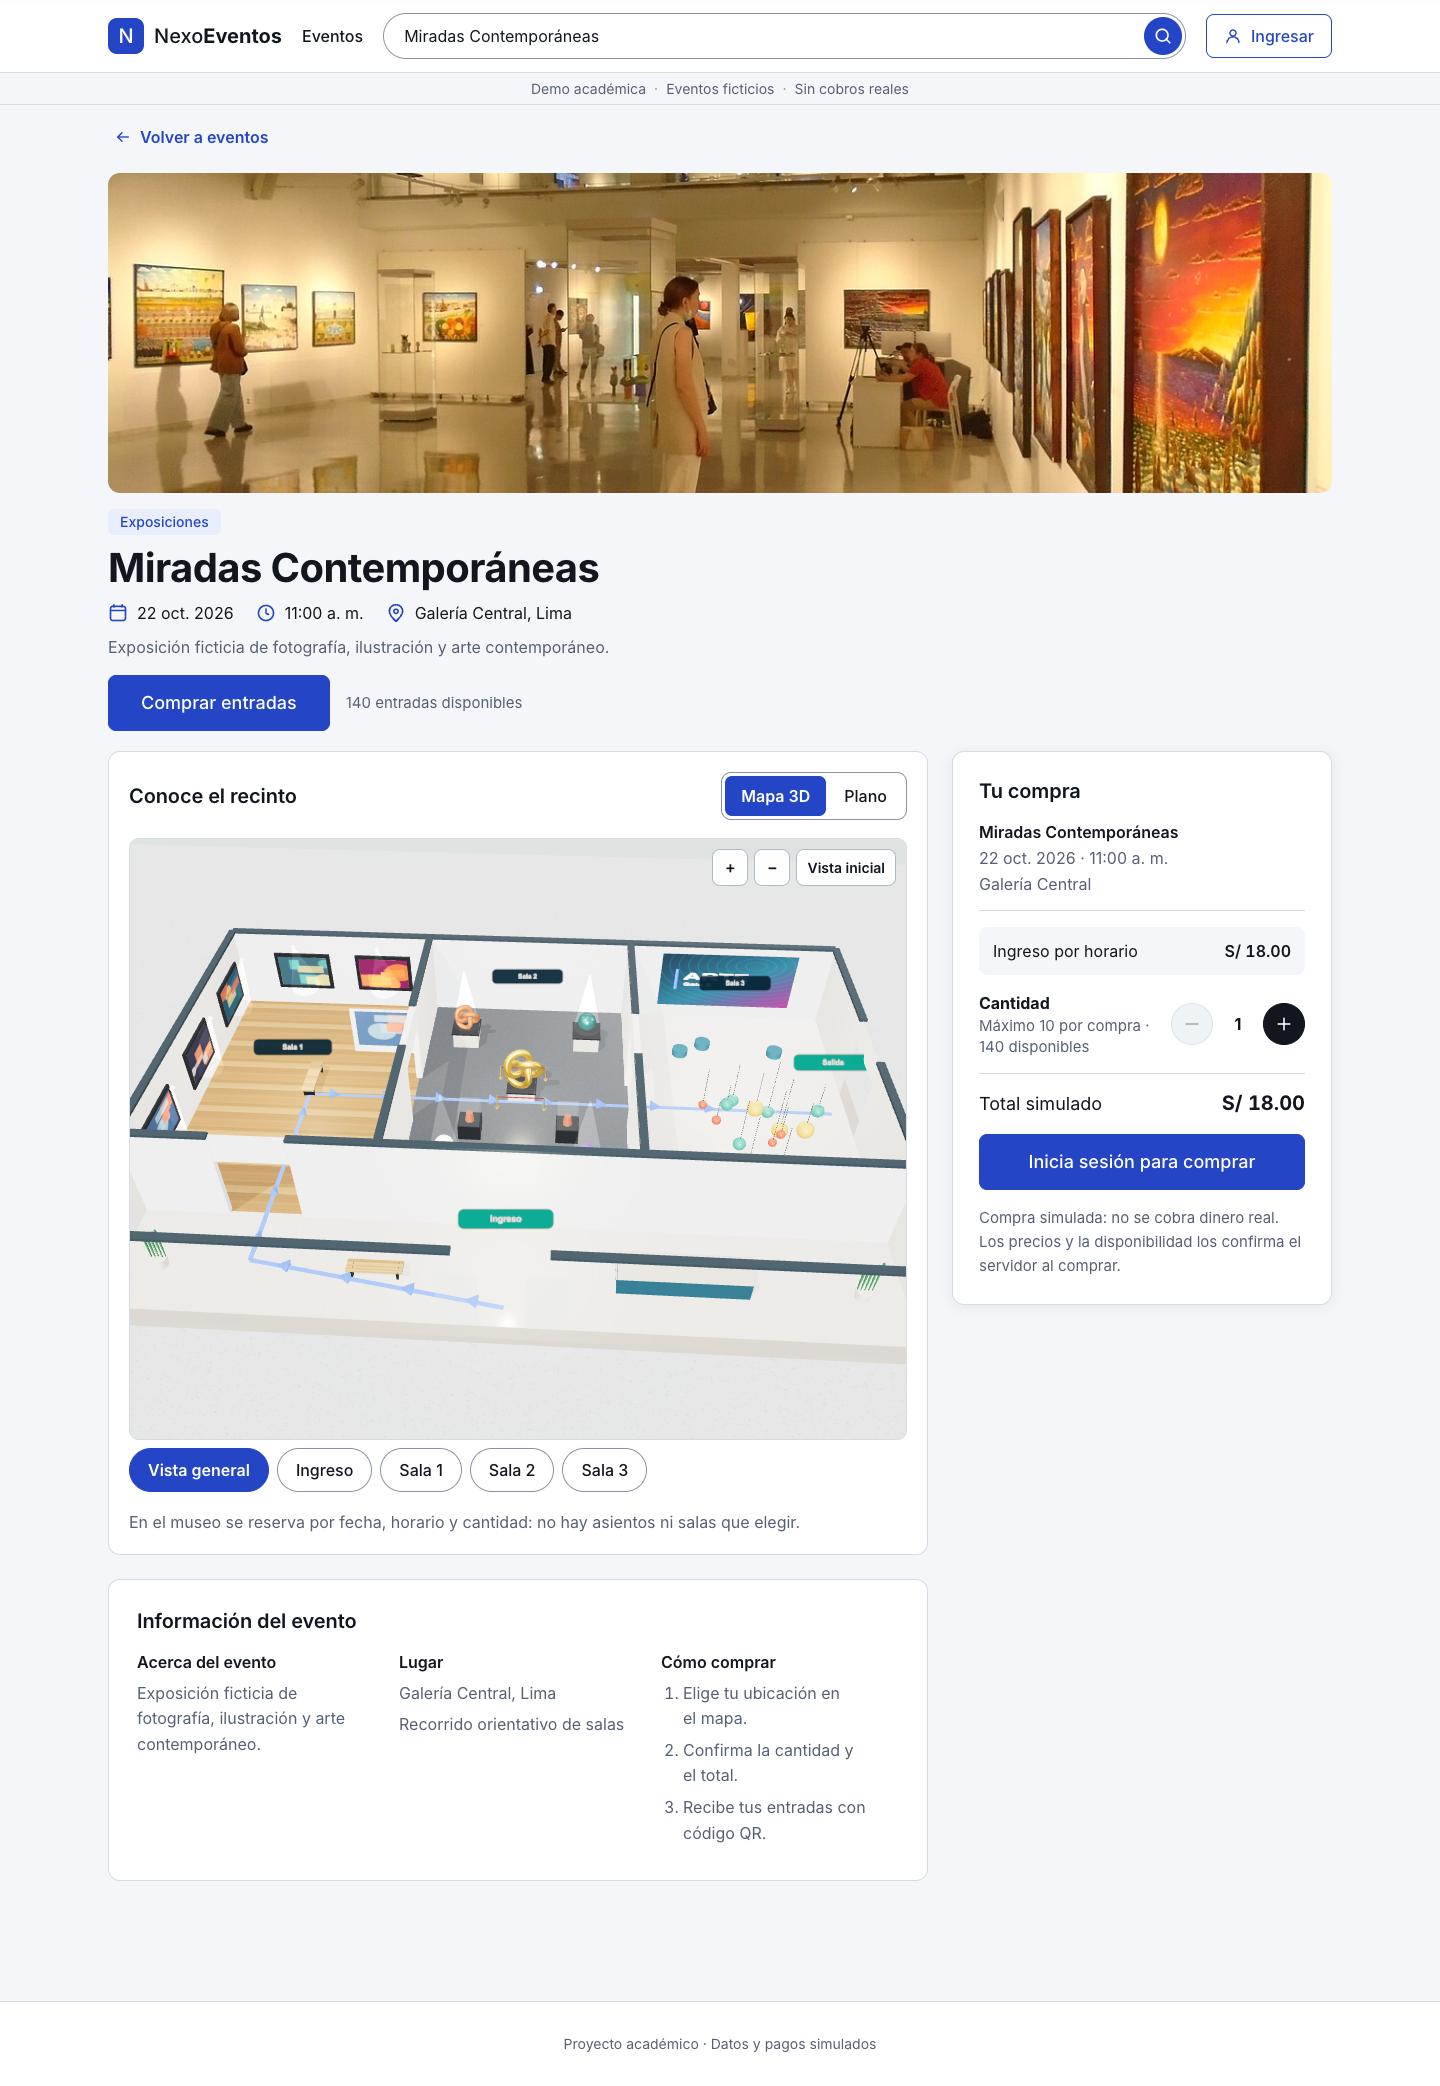 N NexoEventos Eventos Miradas Contemporáneas Ingresar
Demo académica · Eventos ficticios · Sin cobros reales
← Volver a eventos
Exposiciones
Miradas Contemporáneas
22 oct. 2026 11:00 a. m. Galería Central, Lima
Exposición ficticia de fotografía, ilustración y arte contemporáneo.
Comprar entradas 140 entradas disponibles
Conoce el recinto Mapa 3D Plano
+ − Vista inicial
Sala 2
ARTE
Sala 3
Sala 1
Salida
Ingreso
Vista general Ingreso Sala 1 Sala 2 Sala 3
En el museo se reserva por fecha, horario y cantidad: no hay asientos ni salas que elegir.
Tu compra
Miradas Contemporáneas
22 oct. 2026 · 11:00 a. m.
Galería Central
Ingreso por horario S/ 18.00
Cantidad
Máximo 10 por compra ·
140 disponibles
− 1 +
Total simulado S/ 18.00
Inicia sesión para comprar
Compra simulada: no se cobra dinero real.
Los precios y la disponibilidad los confirma el
servidor al comprar.
Información del evento
Acerca del evento
Exposición ficticia de
fotografía, ilustración y arte
contemporáneo.
Lugar
Galería Central, Lima
Recorrido orientativo de salas
Cómo comprar
1. Elige tu ubicación en
el mapa.
2. Confirma la cantidad y
el total.
3. Recibe tus entradas con
código QR.
Proyecto académico · Datos y pagos simulados